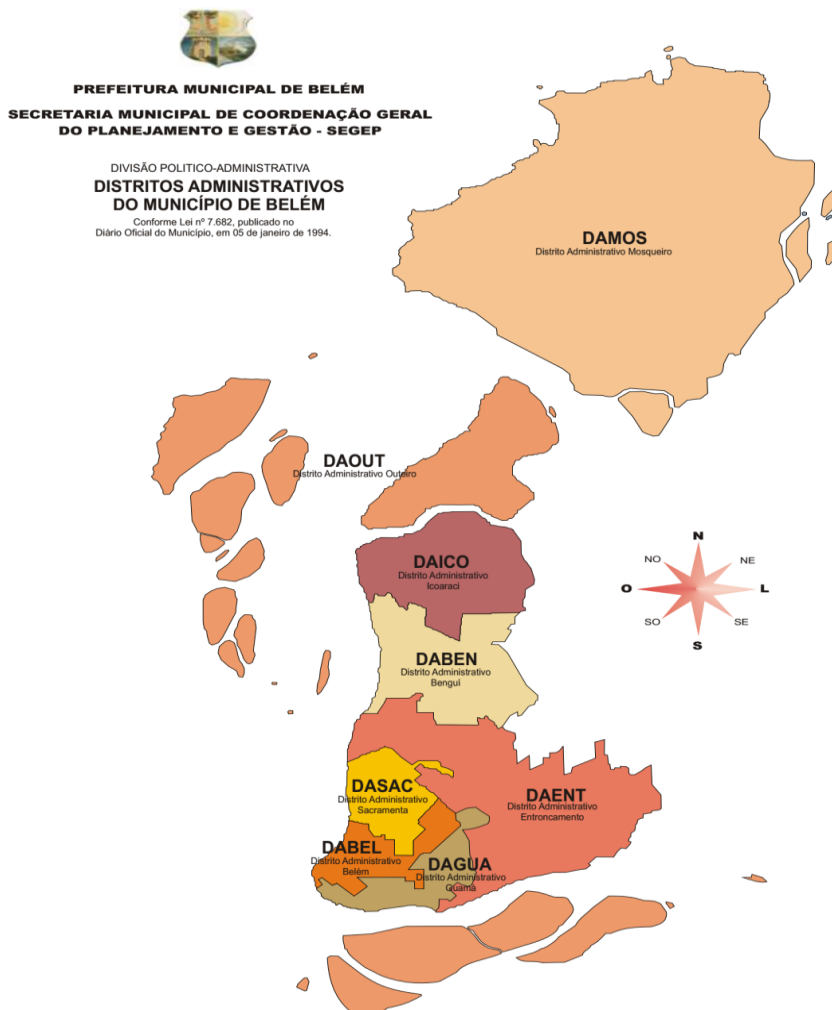 PREFEITURA MUNICIPAL DE BELÉM
SECRETARIA MUNICIPAL DE COORDENAÇÃO GERAL
DO PLANEJAMENTO E GESTÃO - SEGEP
DIVISÃO POLITICO-ADMINISTRATIVA
DISTRITOS ADMINISTRATIVOS
DO MUNICÍPIO DE BELÉM
Conforme Lei nº 7.682, publicado no
Diário Oficial do Município, em 05 de janeiro de 1994.
DAMOS
Distrito Administrativo Mosqueiro
DAOUT
Distrito Administrativo Outeiro
DAICO
Distrito Administrativo
Icoaraci
N
NO
NE
O
L
SO
SE
S
DABEN
Distrito Administrativo
Benguí
DASAC
Distrito Administrativo
Sacramenta
DAENT
Distrito Administrativo
Entroncamento
DABEL
Distrito Administrativo
Belém
DAGUA
Distrito Administrativo
Guamá